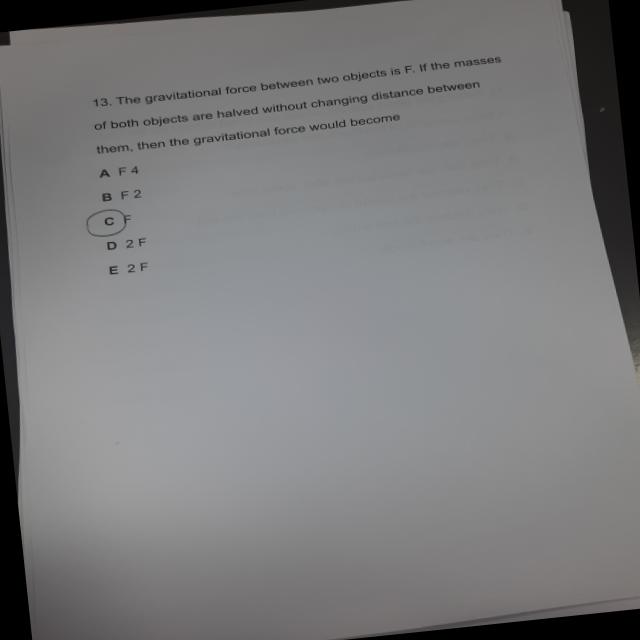 13. The gravitational force between two objects is F. If the masses
of both objects are halved without changing distance between
them, then the gravitational force would become
A F 4
B F 2
C F
D 2 F
E 2 F